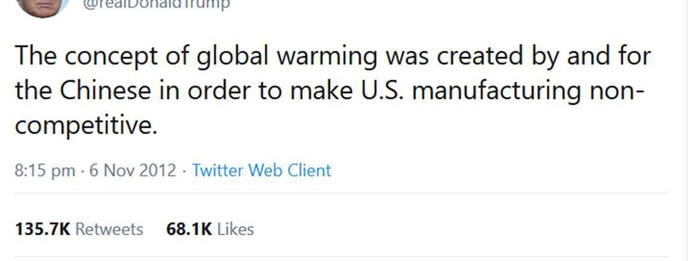 @realDonaldTrump
The concept of global warming was created by and for
the Chinese in order to make U.S. manufacturing non-
competitive.
8:15 pm · 6 Nov 2012 · Twitter Web Client
135.7K Retweets 68.1K Likes